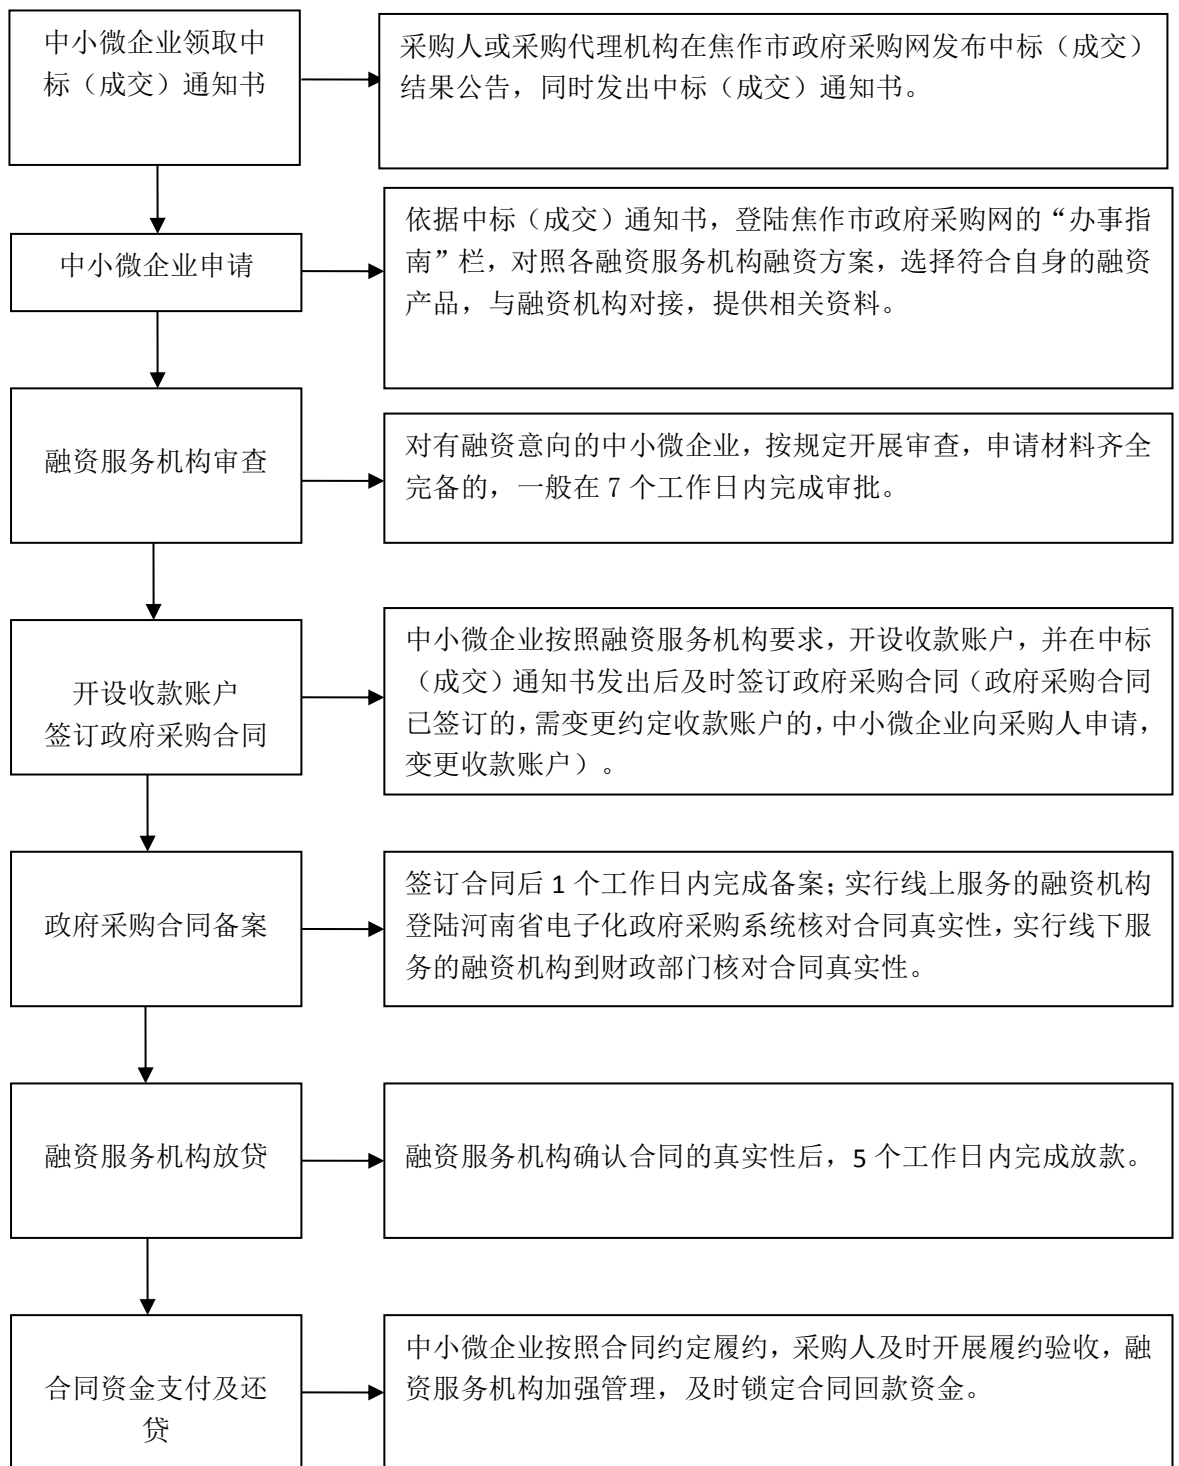 中小微企业领取中
标（成交）通知书
采购人或采购代理机构在焦作市政府采购网发布中标（成交）
结果公告，同时发出中标（成交）通知书。
中小微企业申请
依据中标（成交）通知书，登陆焦作市政府采购网的“办事指
南”栏，对照各融资服务机构融资方案，选择符合自身的融资
产品，与融资机构对接，提供相关资料。
融资服务机构审查
对有融资意向的中小微企业，按规定开展审查，申请材料齐全
完备的，一般在 7 个工作日内完成审批。
开设收款账户
签订政府采购合同
中小微企业按照融资服务机构要求，开设收款账户，并在中标
（成交）通知书发出后及时签订政府采购合同（政府采购合同
已签订的，需变更约定收款账户的，中小微企业向采购人申请，
变更收款账户）。
政府采购合同备案
签订合同后 1 个工作日内完成备案；实行线上服务的融资机构
登陆河南省电子化政府采购系统核对合同真实性，实行线下服
务的融资机构到财政部门核对合同真实性。
融资服务机构放贷
融资服务机构确认合同的真实性后，5 个工作日内完成放款。
合同资金支付及还
贷
中小微企业按照合同约定履约，采购人及时开展履约验收，融
资服务机构加强管理，及时锁定合同回款资金。